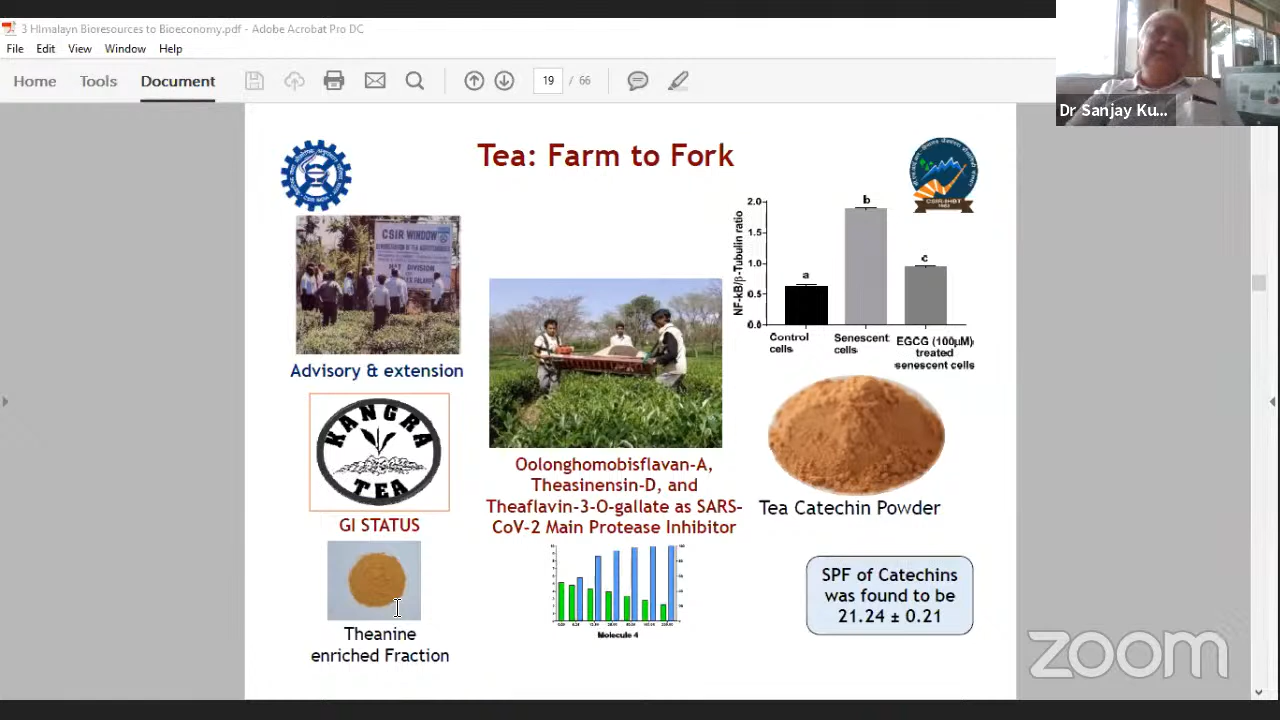 3 HImalayn Bioresources to Bioeconomy.pdf - Adobe Acrobat Pro DC
File Edit View Window Help
Home Tools Document 19 / 66
Dr Sanjay Ku...
Tea: Farm to Fork
CSIR-IHBT
CSIR WINDOW
Advisory & extension
KANGRA
TEA
GI STATUS
Theanine
enriched Fraction
Oolonghomobisflavan-A,
Theasinensin-D, and
Theaflavin-3-O-gallate as SARS-
CoV-2 Main Protease Inhibitor
Molecule 4
NF-kB/β-Tubulin ratio
2.0
1.5
1.0
0.5
0.0
a
b
c
Control
cells
Senescent
cells
EGCG (100μM)
treated
senescent cells
Tea Catechin Powder
SPF of Catechins
was found to be
21.24 ± 0.21
zoom